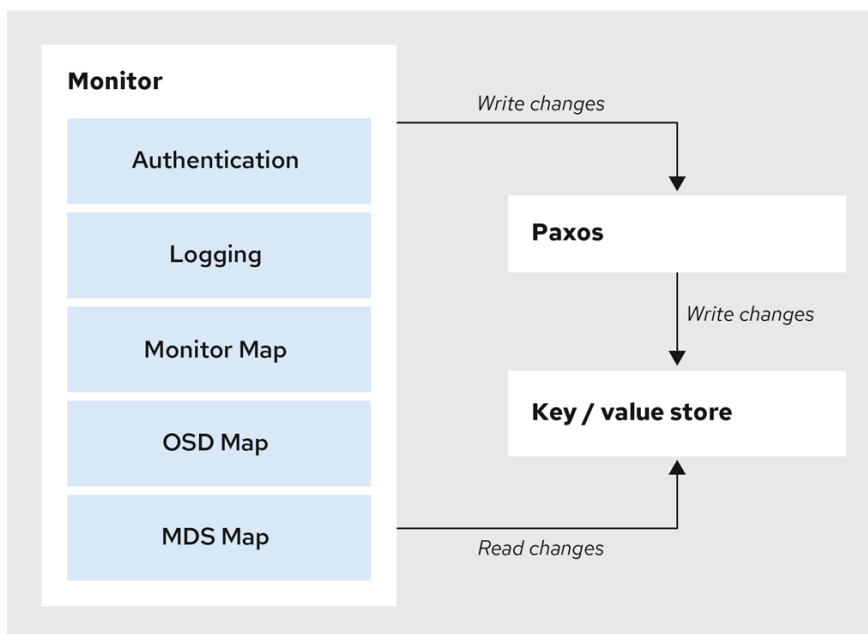 Monitor
Authentication
Logging
Monitor Map
OSD Map
MDS Map
Write changes
Paxos
Write changes
Key / value store
Read changes